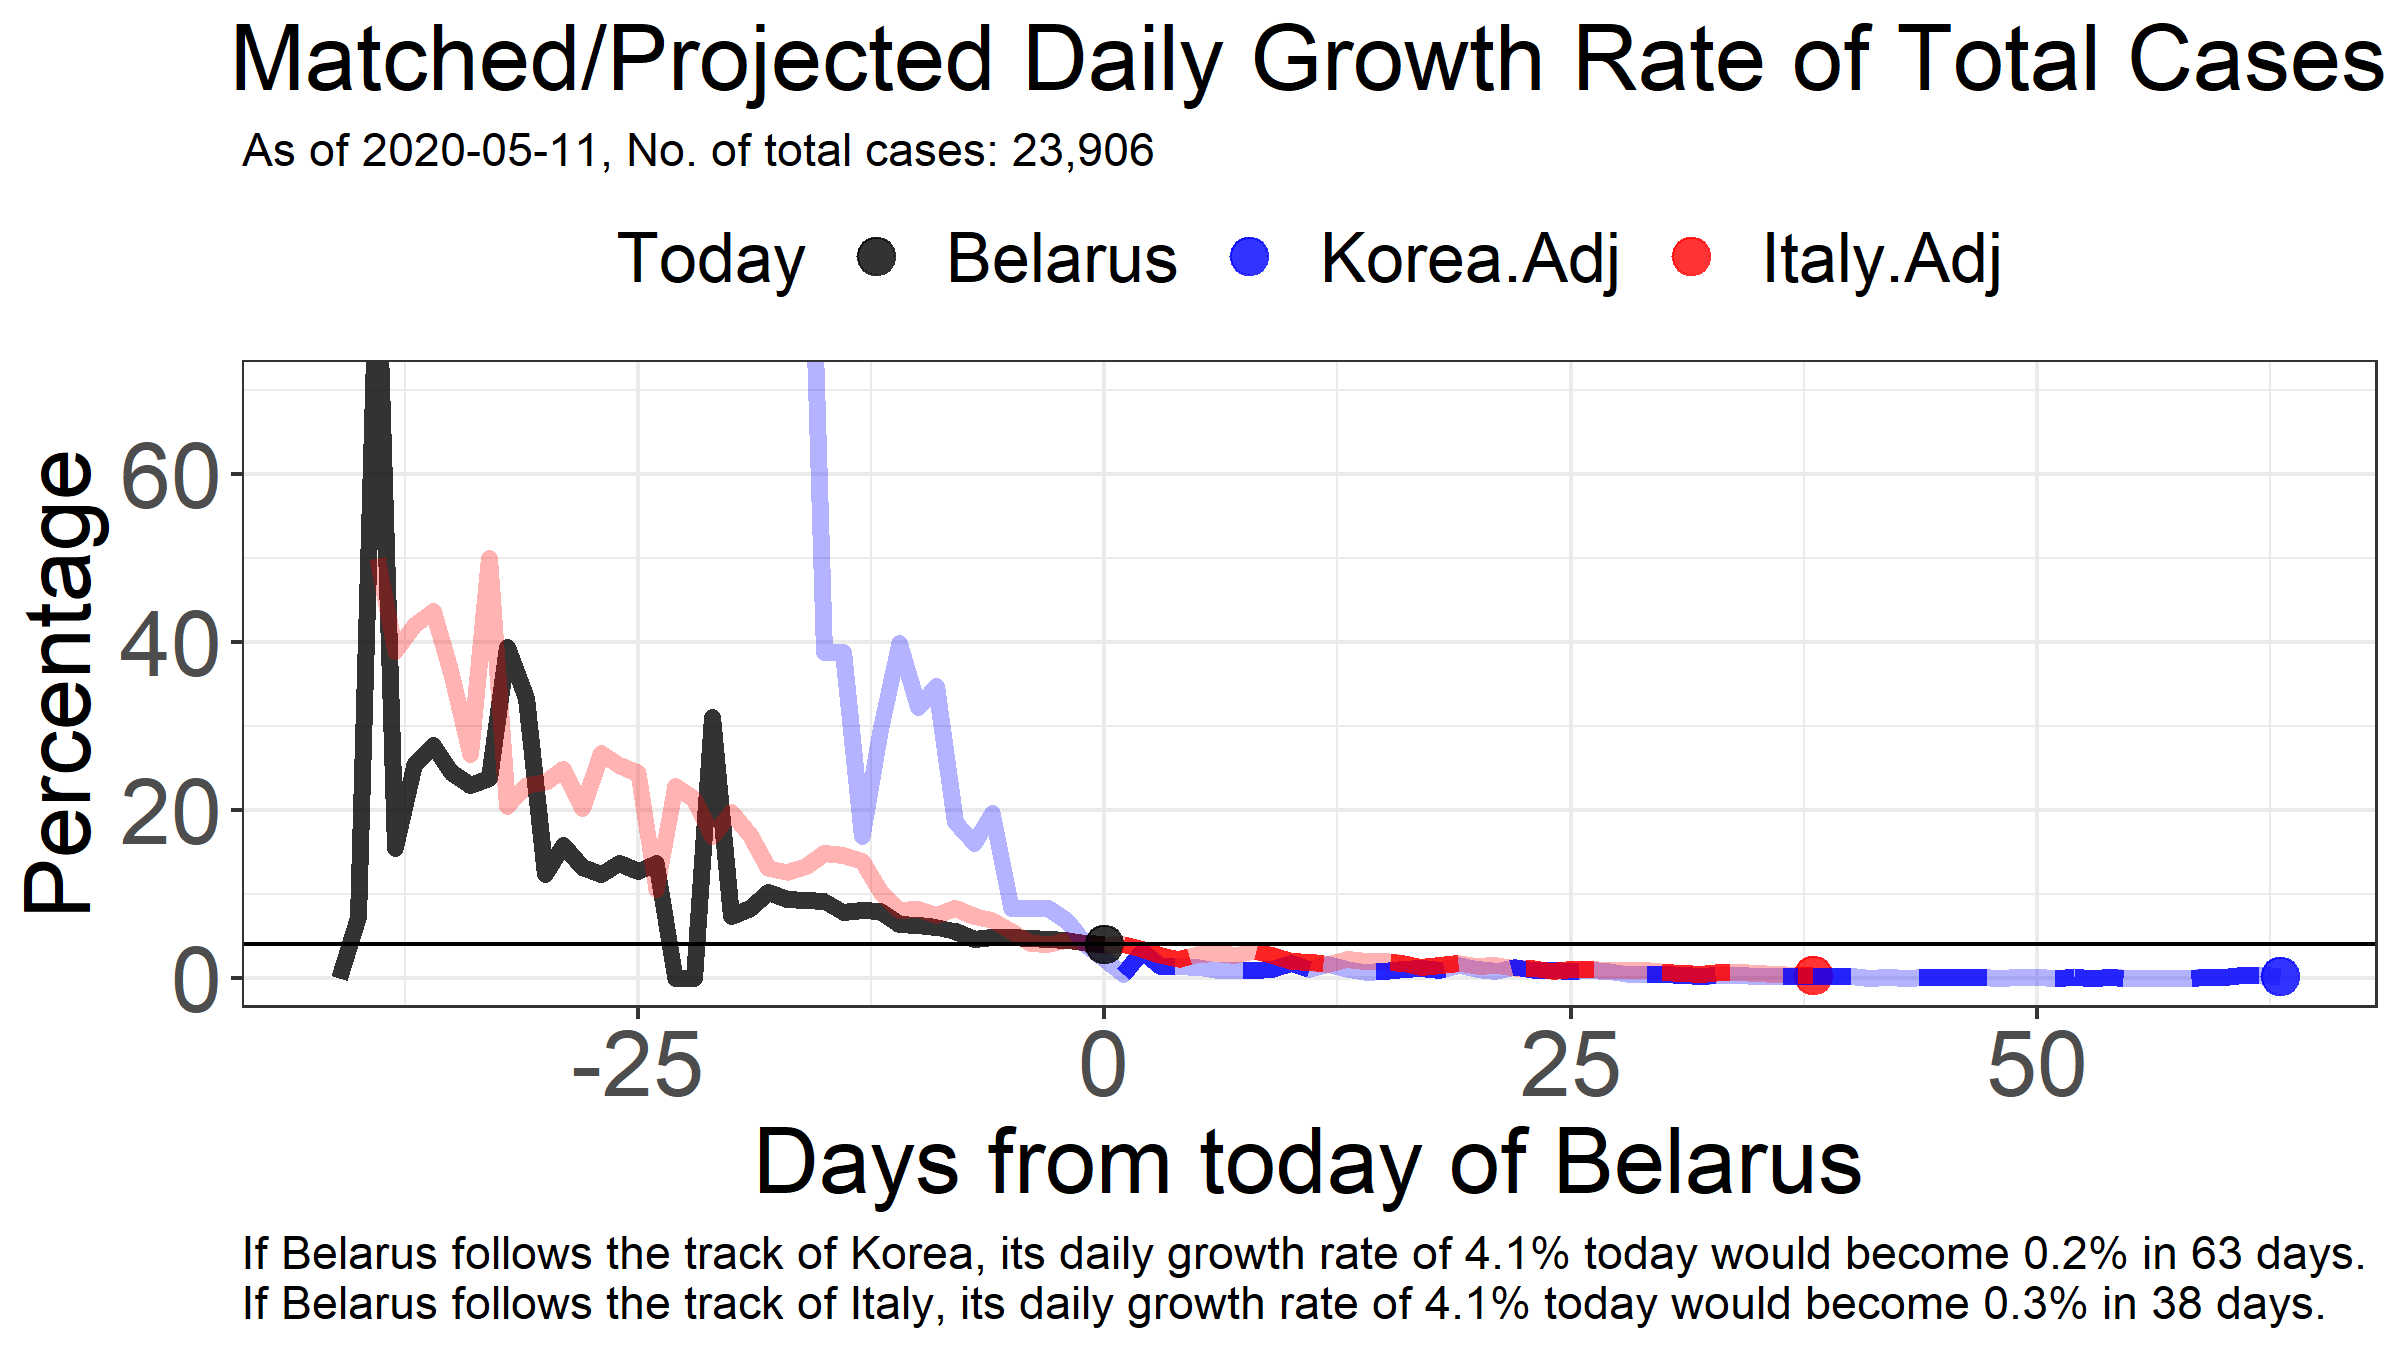 Matched/Projected Daily Growth Rate of Total Cases
As of 2020-05-11, No. of total cases: 23,906
Today Belarus Korea.Adj Italy.Adj
Percentage
60
40
20
0
-25 0 25 50
Days from today of Belarus
If Belarus follows the track of Korea, its daily growth rate of 4.1% today would become 0.2% in 63 days.
If Belarus follows the track of Italy, its daily growth rate of 4.1% today would become 0.3% in 38 days.